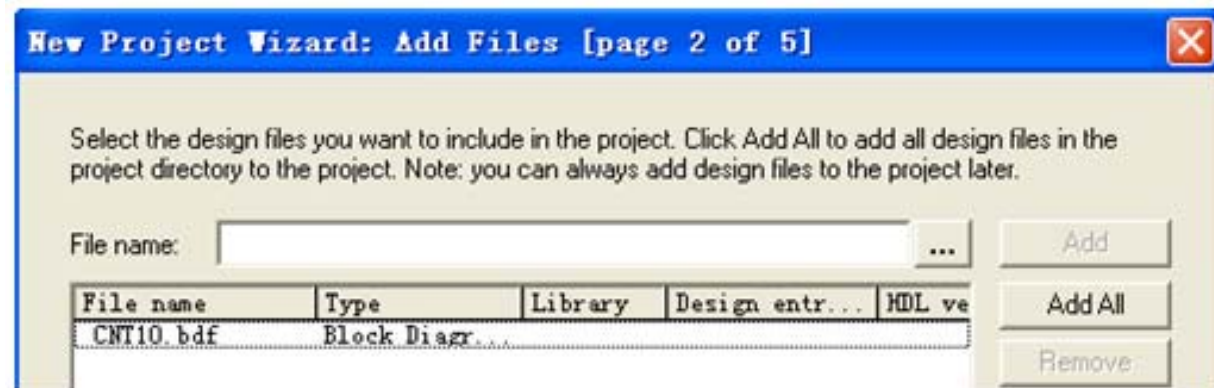 New Project Wizard: Add Files [page 2 of 5]
Select the design files you want to include in the project. Click Add All to add all design files in the
project directory to the project. Note: you can always add design files to the project later.
File name: ... Add
File name Type Library Design entr... HDL ve Add All
CNT10.bdf Block Diagr...
Remove